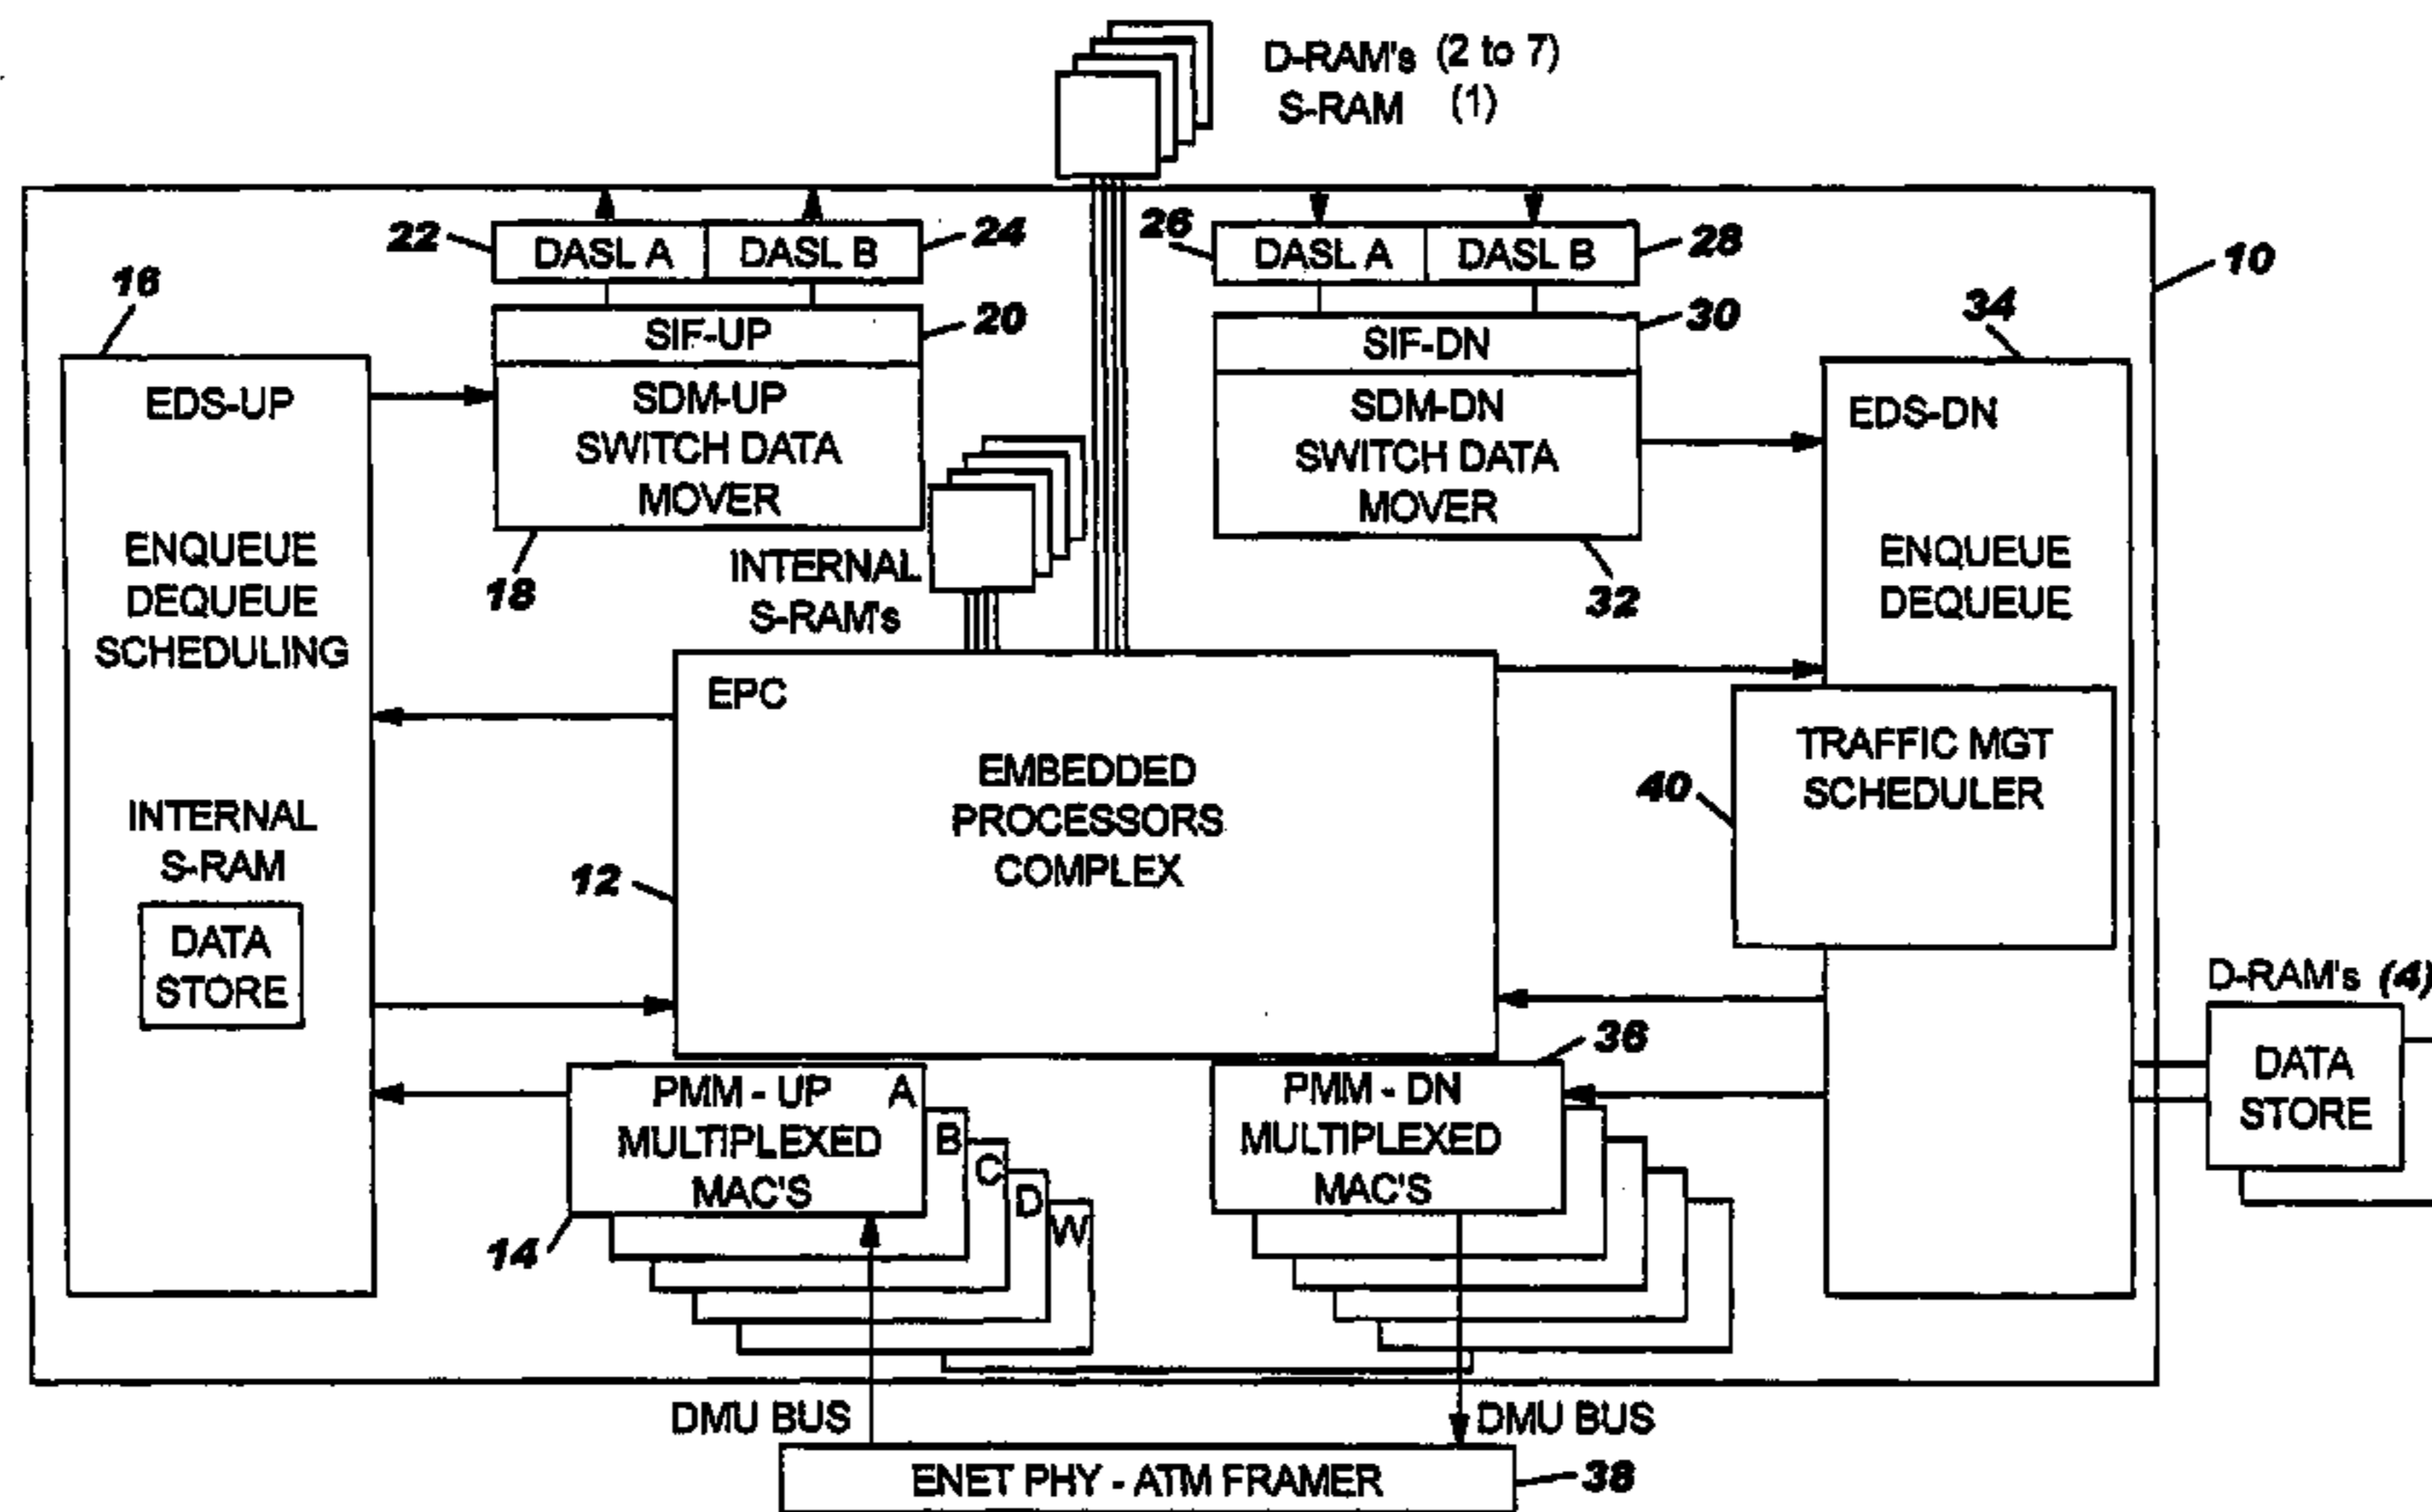 D-RAM's (2 to 7)
S-RAM (1)
22
DASL A
DASL B
24
26
DASL A
DASL B
28
10
16
SIF-UP
20
SIF-DN
30
34
EDS-UP
SDM-UP
SWITCH DATA
MOVER
18
SDM-DN
SWITCH DATA
MOVER
32
EDS-DN
ENQUEUE
DEQUEUE
SCHEDULING
INTERNAL
S-RAM's
ENQUEUE
DEQUEUE
EPC
EMBEDDED
PROCESSORS
COMPLEX
12
TRAFFIC MGT
SCHEDULER
40
INTERNAL
S-RAM
DATA
STORE
D-RAM's (4)
DATA
STORE
PMM - UP A
MULTIPLEXED
MAC'S
B
C
D
W
14
36
PMM - DN
MULTIPLEXED
MAC'S
DMU BUS
DMU BUS
ENET PHY - ATM FRAMER
38